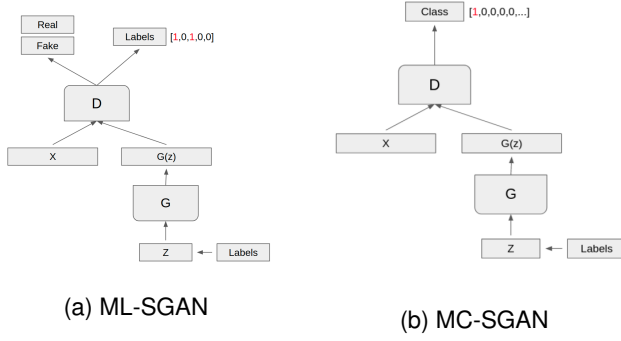 Real
Fake
Labels [1,0,1,0,0]
D
X
G(z)
G
Z
Labels
(a) ML-SGAN
Class [1,0,0,0,0,...]
D
X
G(z)
G
Z
Labels
(b) MC-SGAN